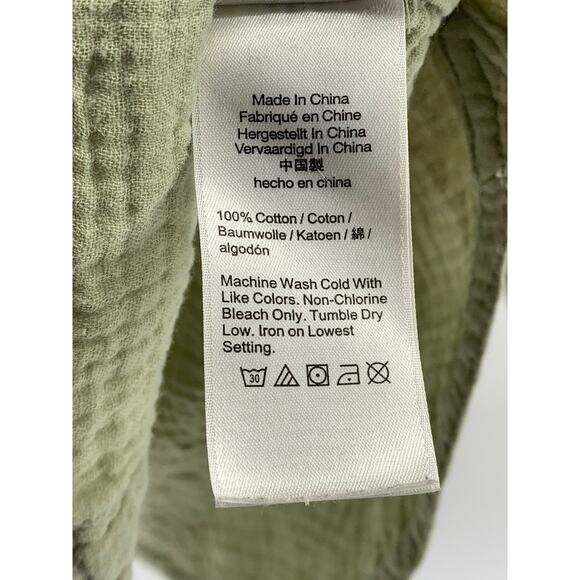 Made In China
Fabriqué en Chine
Hergestellt In China
Vervaardigd In China
中国製
hecho en china
100% Cotton / Coton /
Baumwolle / Katoen / 綿 /
algodón
Machine Wash Cold With
Like Colors. Non-Chlorine
Bleach Only. Tumble Dry
Low. Iron on Lowest
Setting.
30